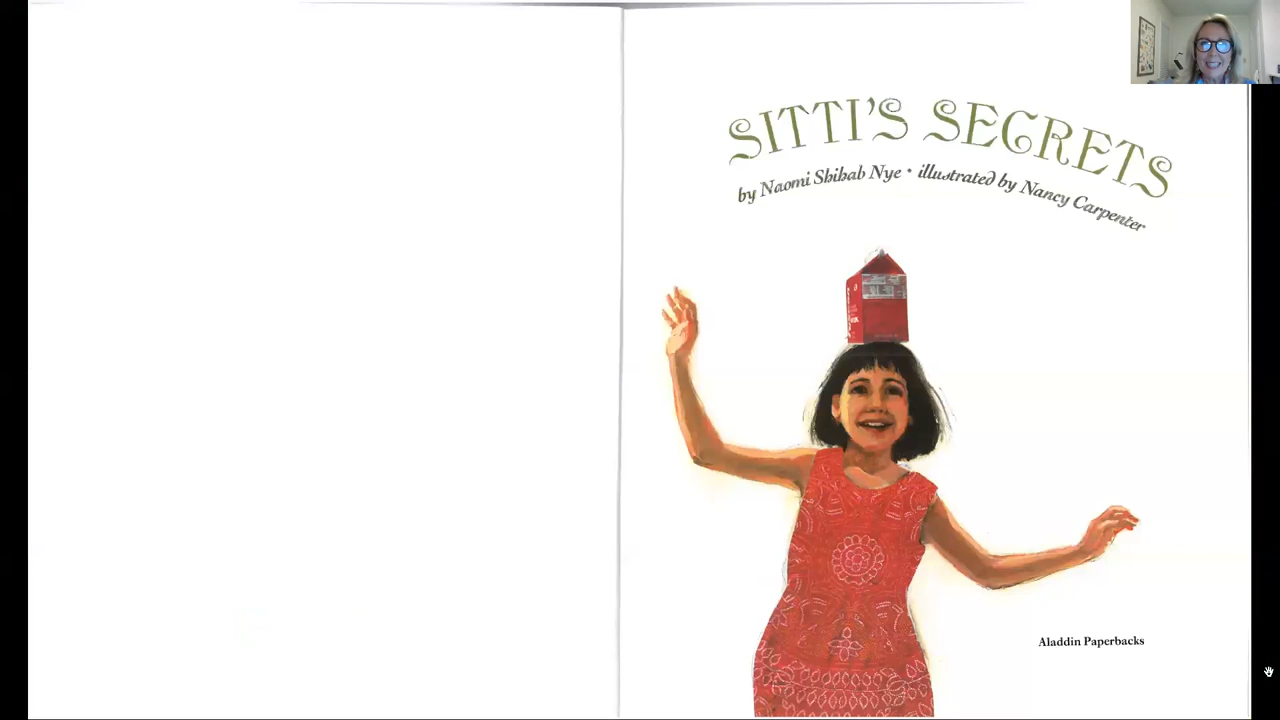 SITTI'S SECRETS
by Naomi Shihab Nye • illustrated by Nancy Carpenter
Aladdin Paperbacks